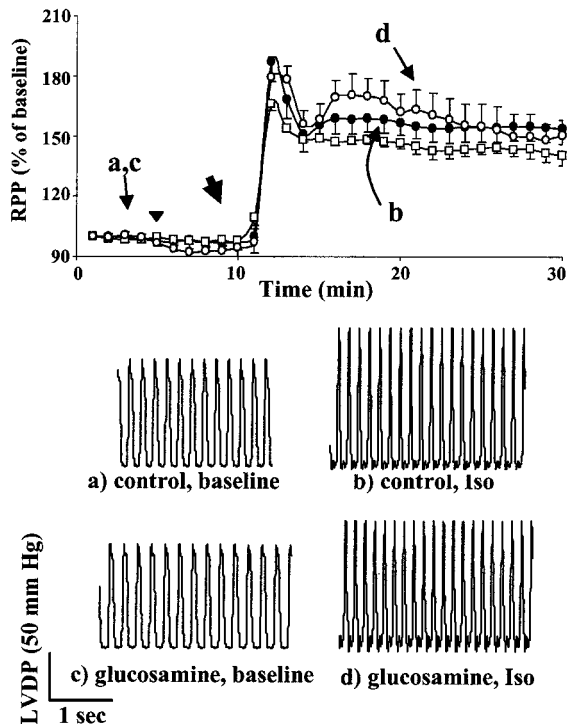 210
180
150
120
90
RPP (% of baseline)
a,c
d
b
0
10
20
30
Time (min)
a) control, baseline
b) control, Iso
c) glucosamine, baseline
d) glucosamine, Iso
LVDP (50 mm Hg)
1 sec